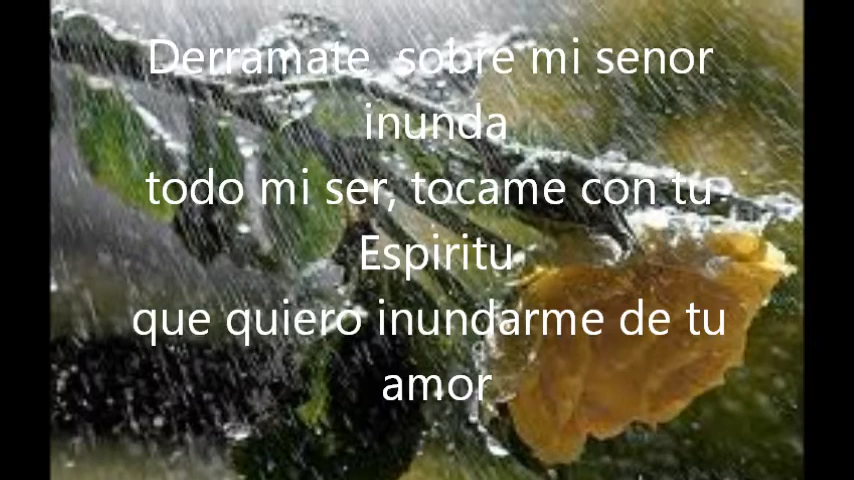 Derramate sobre mi senor
inunda
todo mi ser, tocame con tu
Espiritu
que quiero inundarme de tu
amor